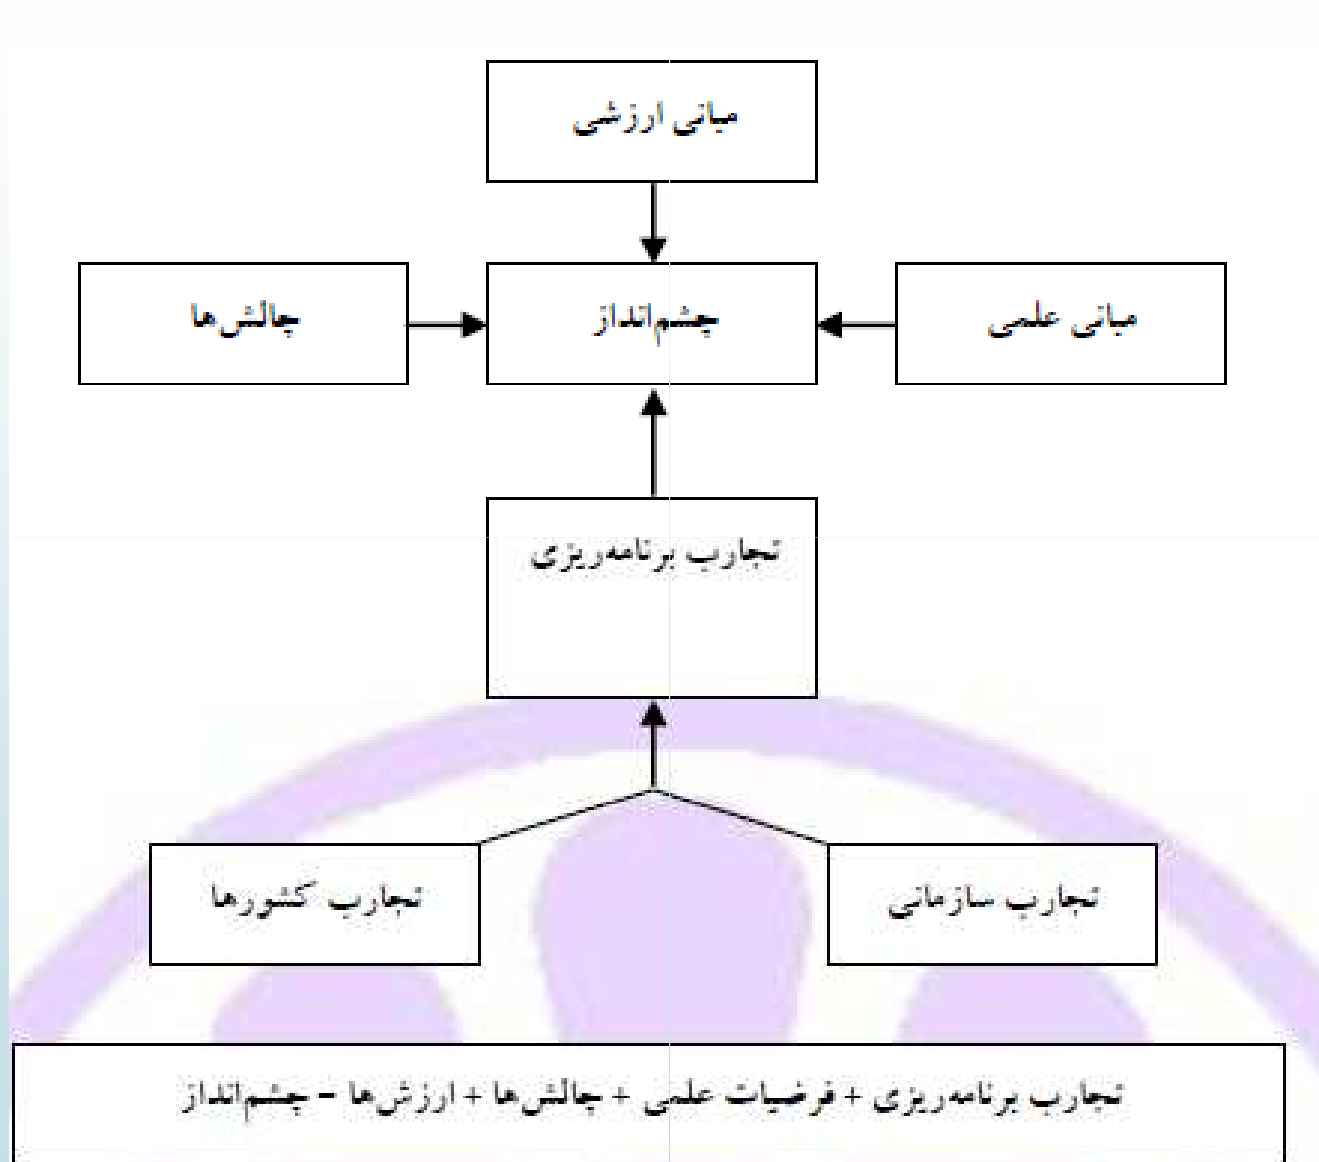 مبانی ارزشی
مبانی علمی
چشم‌انداز
چالش‌ها
تجارب برنامه‌ریزی
تجارب سازمانی
تجارب کشورها
تجارب برنامه‌ریزی + فرضیات علمی + چالش‌ها + ارزش‌ها – چشم‌انداز